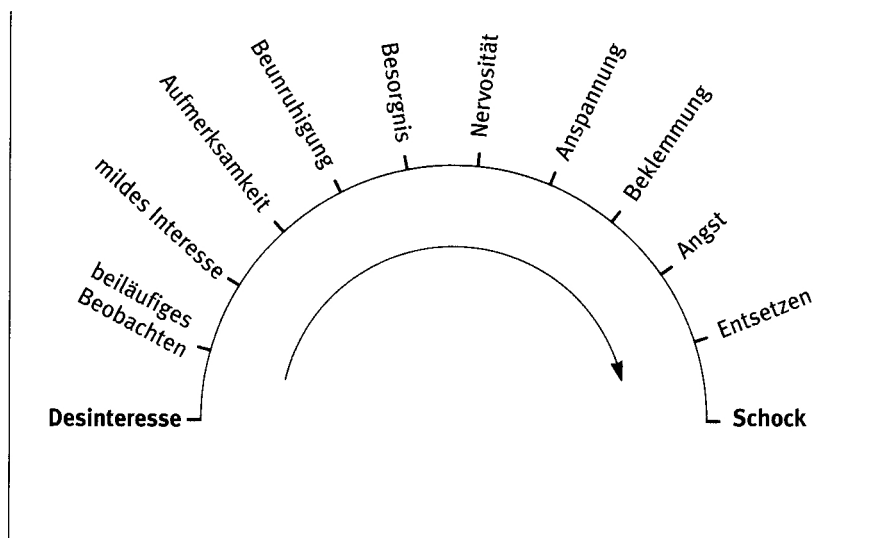 Desinteresse
beiläufiges
Beobachten
mildes Interesse
Aufmerksamkeit
Beunruhigung
Besorgnis
Nervosität
Anspannung
Beklemmung
Angst
Entsetzen
Schock